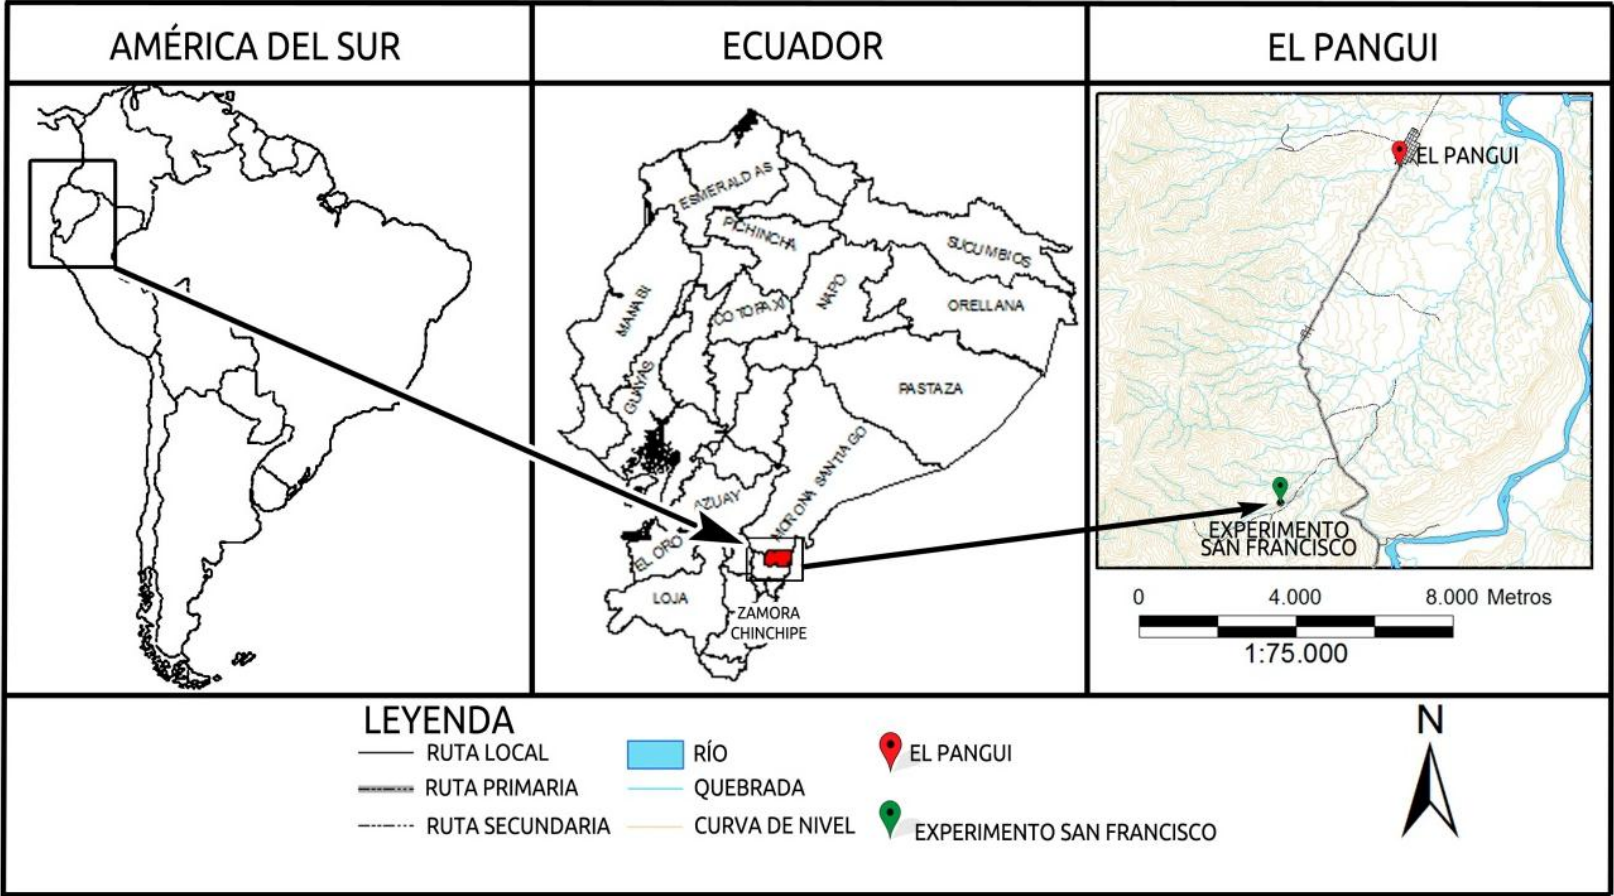 AMÉRICA DEL SUR
ECUADOR
EL PANGUI
ESMERALDAS
PICHINCHA
SUCUMBIOS
MANABI
COTOPAXI
NAPO
ORELLANA
GUAYAS
PASTAZA
MORONA SANTIAGO
AZUAY
EL ORO
LOJA
ZAMORA
CHINCHIPE
EL PANGUI
EXPERIMENTO
SAN FRANCISCO
0 4.000 8.000 Metros
1:75.000
LEYENDA
RUTA LOCAL
RUTA PRIMARIA
RUTA SECUNDARIA
RÍO
QUEBRADA
CURVA DE NIVEL
EL PANGUI
EXPERIMENTO SAN FRANCISCO
N